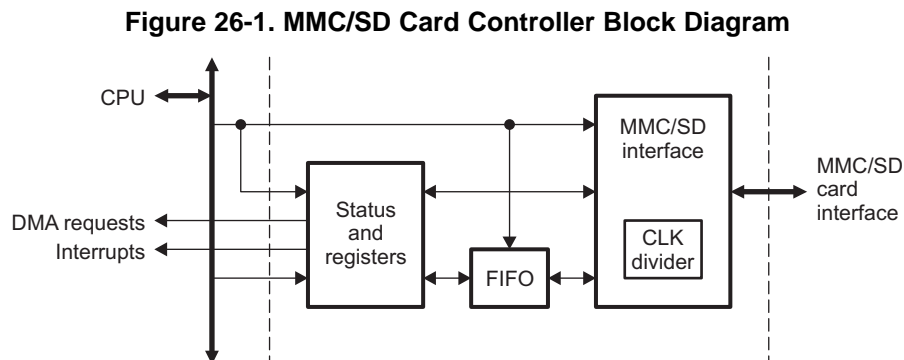 Figure 26-1. MMC/SD Card Controller Block Diagram
CPU
MMC/SD
interface
MMC/SD
card
interface
Status
and
registers
DMA requests
Interrupts
CLK
divider
FIFO